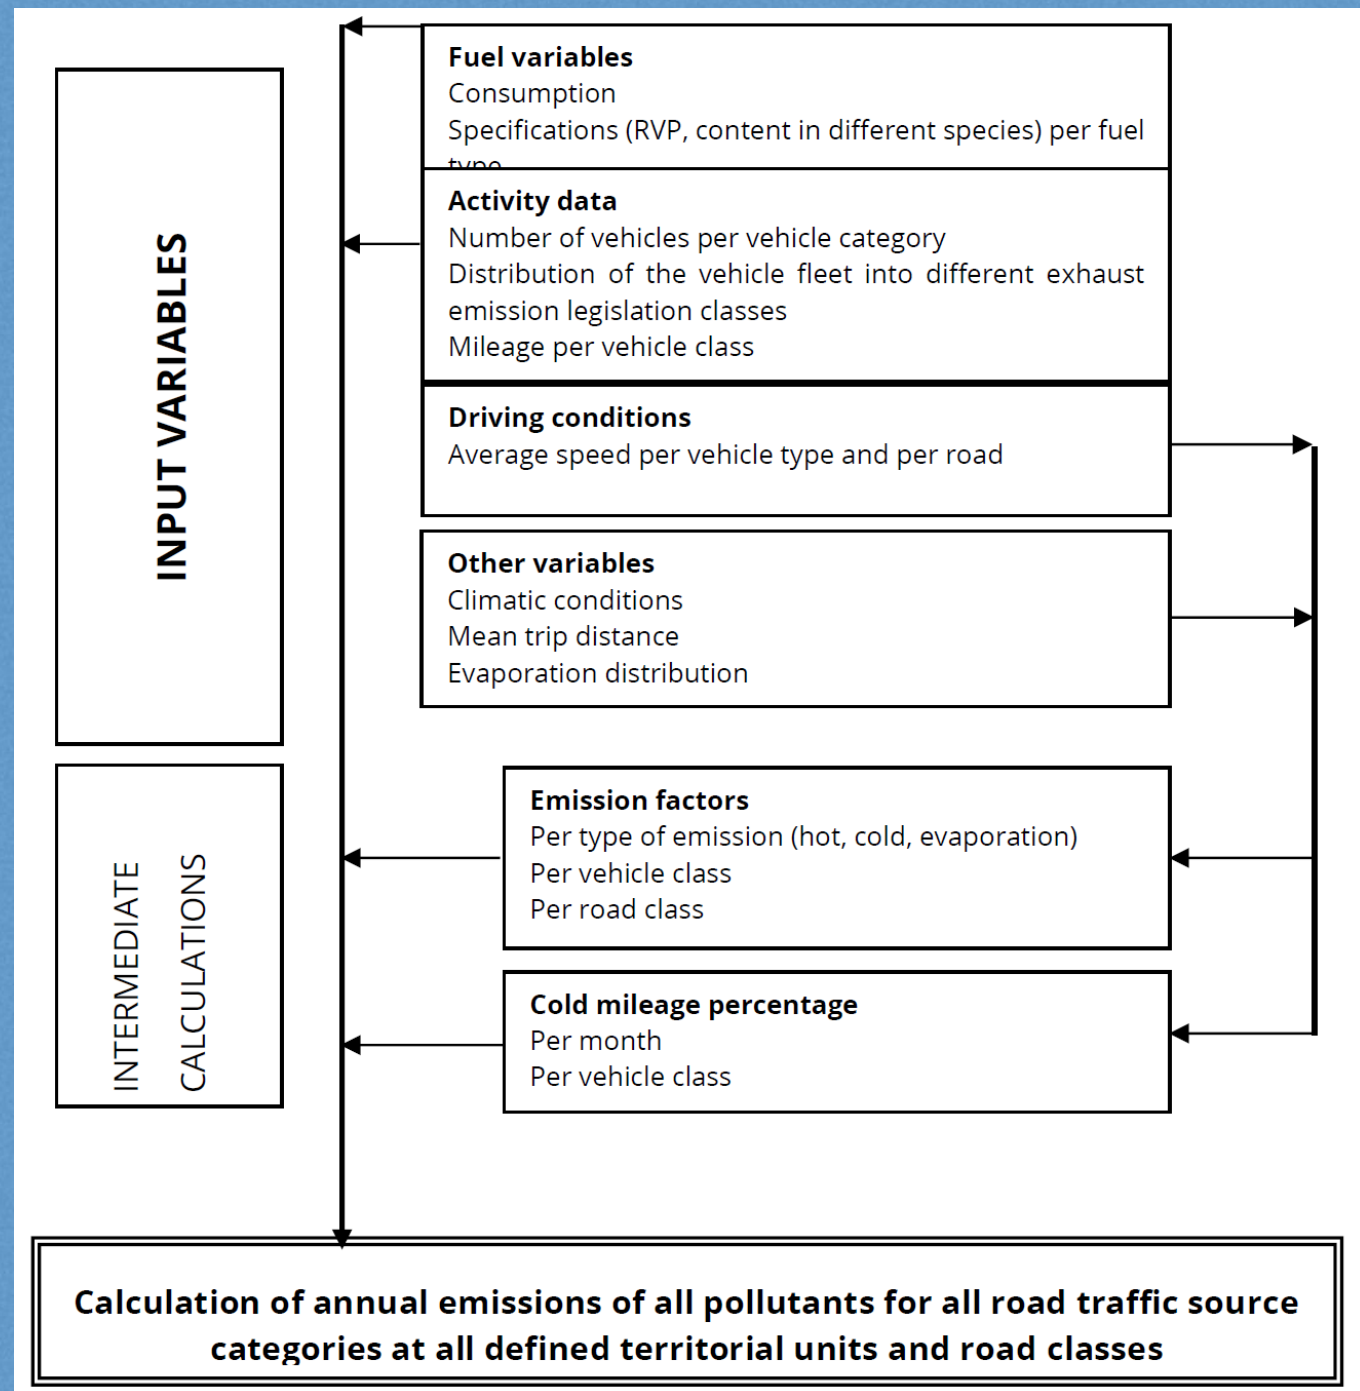 INPUT VARIABLES
Fuel variables
Consumption
Specifications (RVP, content in different species) per fuel
type
Activity data
Number of vehicles per vehicle category
Distribution of the vehicle fleet into different exhaust
emission legislation classes
Mileage per vehicle class
Driving conditions
Average speed per vehicle type and per road
Other variables
Climatic conditions
Mean trip distance
Evaporation distribution
INTERMEDIATE
CALCULATIONS
Emission factors
Per type of emission (hot, cold, evaporation)
Per vehicle class
Per road class
Cold mileage percentage
Per month
Per vehicle class
Calculation of annual emissions of all pollutants for all road traffic source
categories at all defined territorial units and road classes